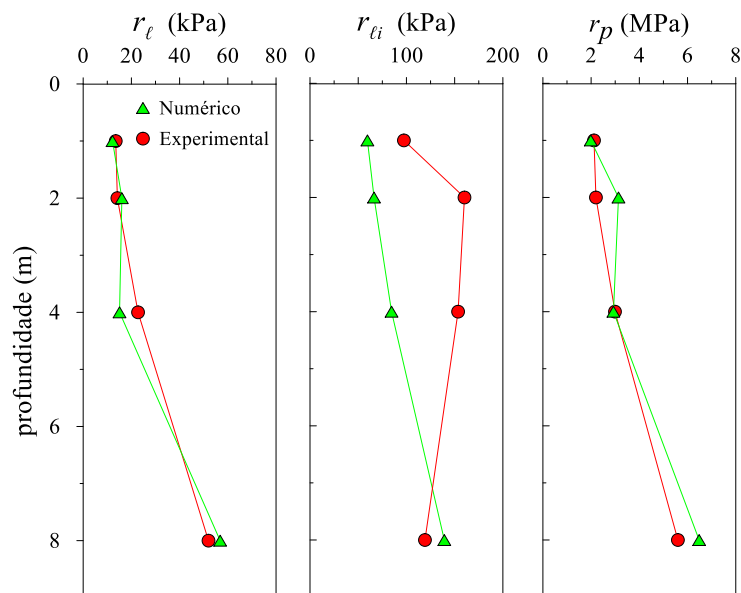 rℓ (kPa)
rℓi (kPa)
rp (MPa)
0 20 40 60 80
0 100 200
0 2 4 6 8
0
2
4
6
8
profundidade (m)
Numérico
Experimental